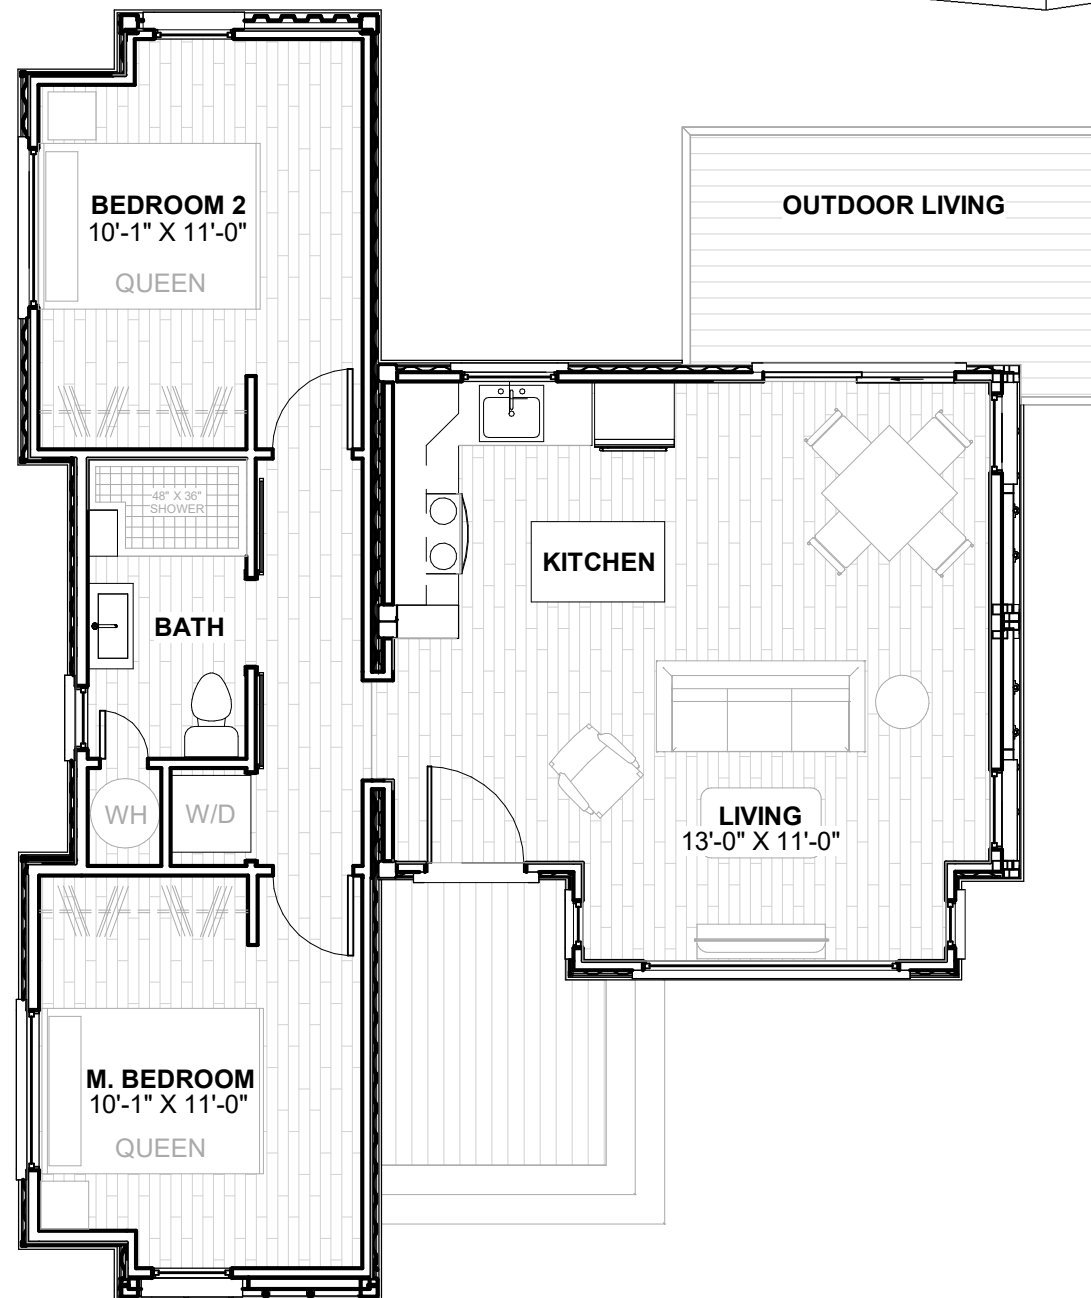 BEDROOM 2
10'-1" X 11'-0"
QUEEN
OUTDOOR LIVING
48" X 36"
SHOWER
KITCHEN
BATH
WH
W/D
LIVING
13'-0" X 11'-0"
M. BEDROOM
10'-1" X 11'-0"
QUEEN